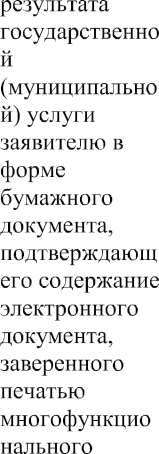 результата
государственно
й
(муниципально
й) услуги
заявителю в
форме
бумажного
документа,
подтверждающ
его содержание
электронного
документа,
заверенного
печатью
многофункцио
нального